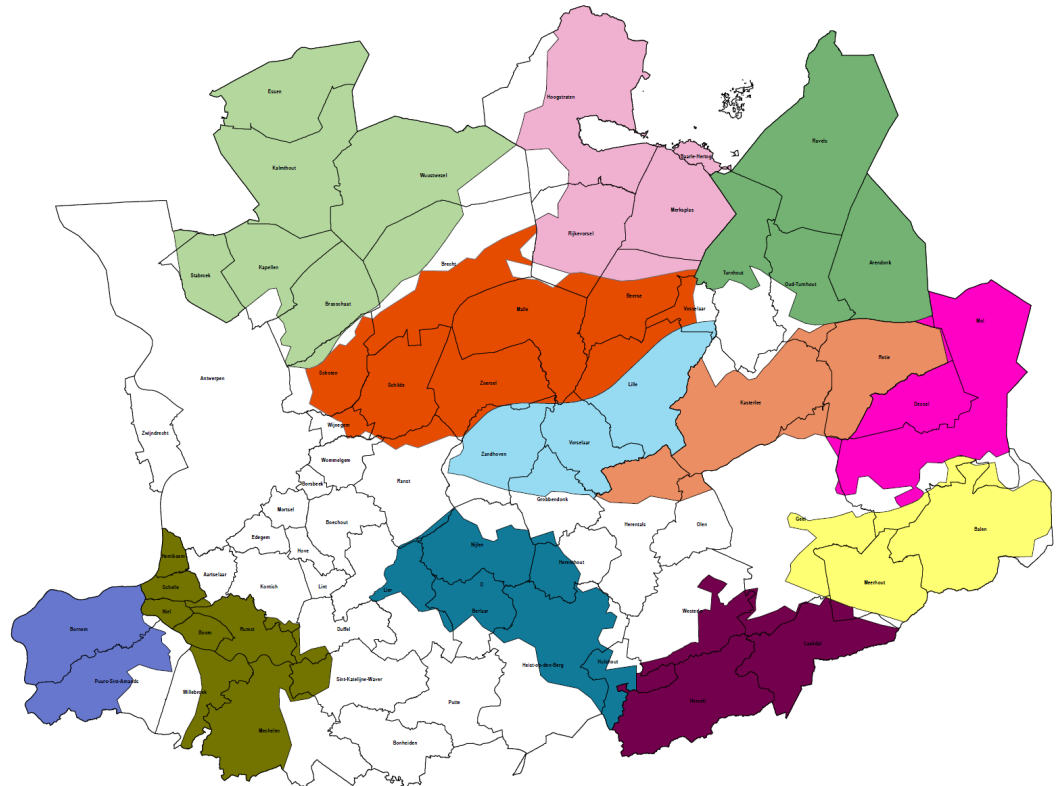 Hoogstraten
Essen
Ravels
Baarle-Hertog
Kalmthout
Wuustwezel
Merksplas
Rijkevorsel
Brecht
Arendonk
Kapellen
Stabroek
Turnhout
Oud-Turnhout
Beerse
Brasschaat
Malle
Vosselaar
Mol
Retie
Schoten
Antwerpen
Schilde
Zoersel
Lille
Kasterlee
Dessel
Wijnegem
Zwijndrecht
Vorselaar
Zandhoven
Wommelgem
Borsbeek
Ranst
Grobbendonk
Mortsel
Boechout
Geel
Herentals
Olen
Balen
Edegem
Nijlen
Hove
Hemiksem
Herenthout
Aartselaar
Meerhout
Schelle
Kontich
Lint
Lier
Niel
Berlaar
Westerlo
Bornem
Duffel
Boom
Rumst
Laakdal
Hulshout
Heist-op-den-Berg
Sint-Katelijne-Waver
Puurs-Sint-Amands
Willebroek
Putte
Herselt
Mechelen
Bonheiden